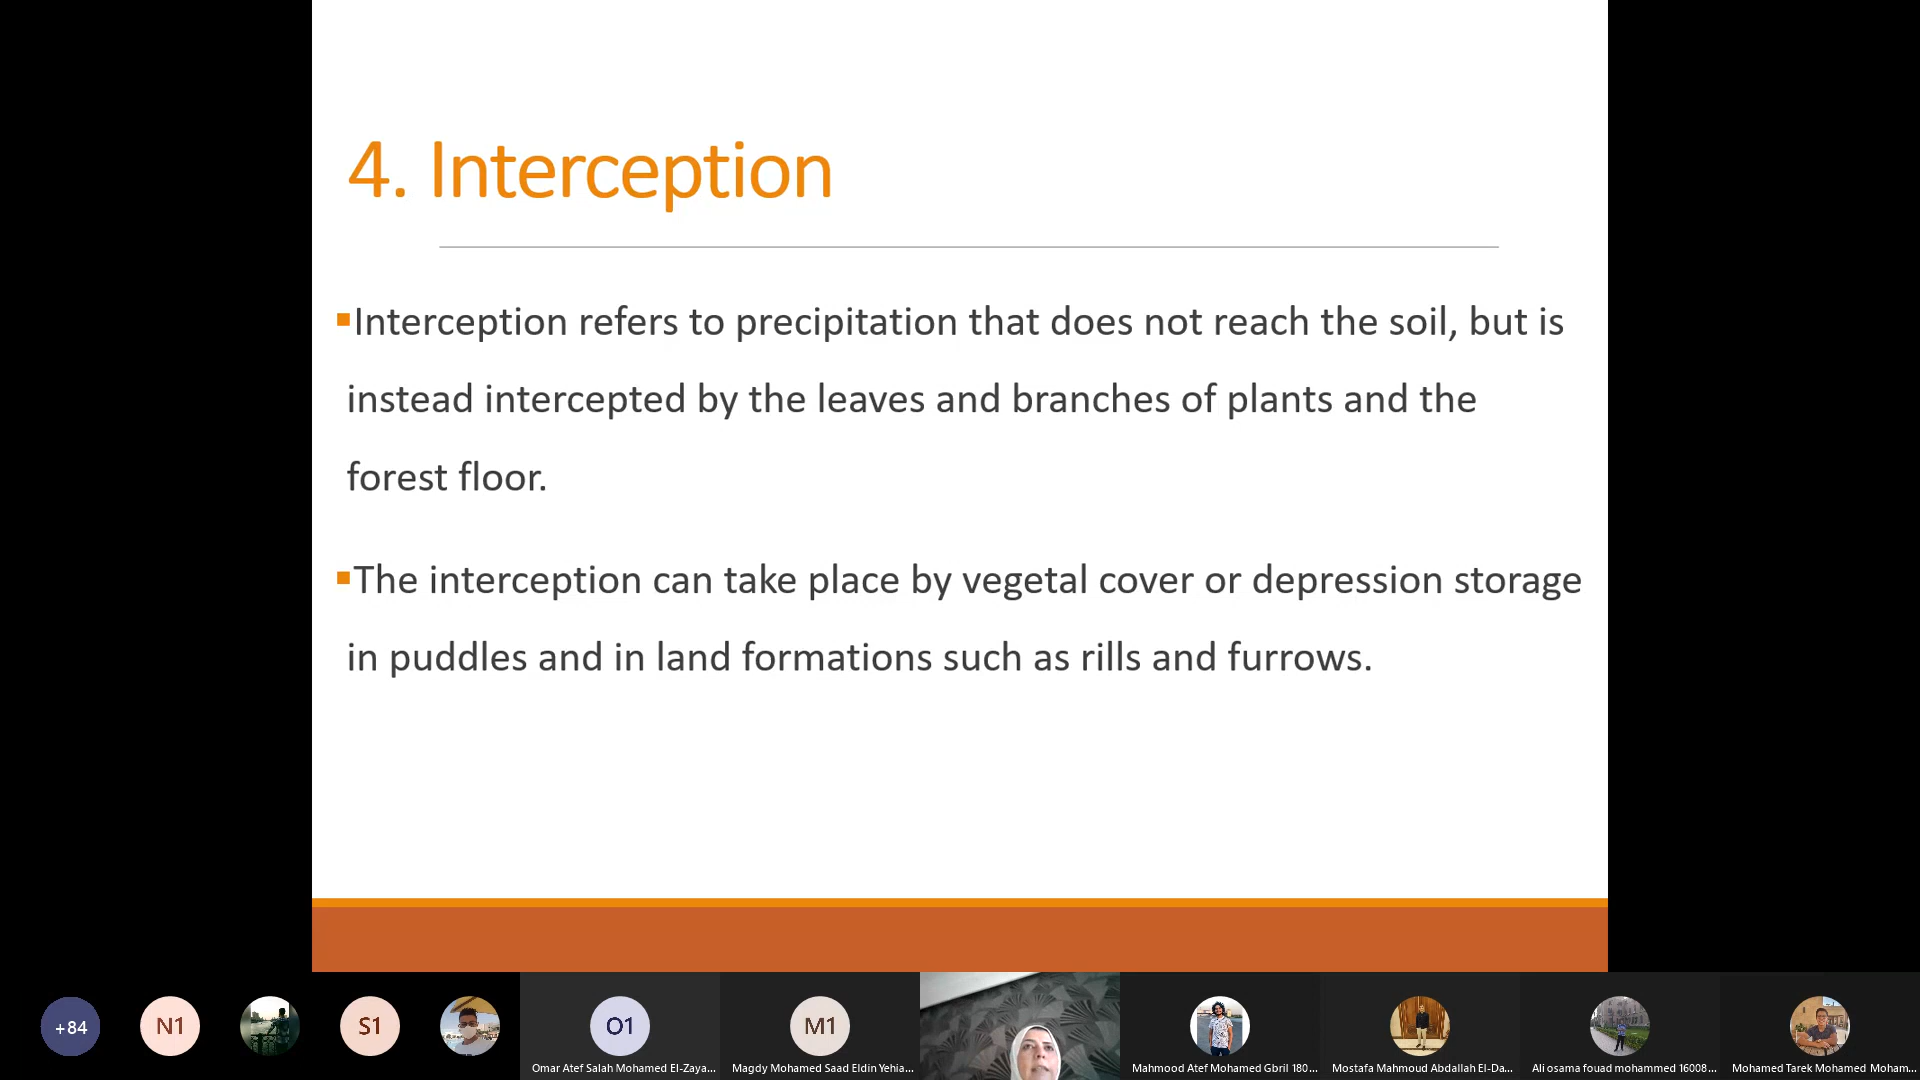 4. Interception
▪Interception refers to precipitation that does not reach the soil, but is
instead intercepted by the leaves and branches of plants and the
forest floor.
▪The interception can take place by vegetal cover or depression storage
in puddles and in land formations such as rills and furrows.
+84
N1
S1
O1
M1
Omar Atef Salah Mohamed El-Zaya...
Magdy Mohamed Saad Eldin Yehia...
Mahmood Atef Mohamed Gbril 180...
Mostafa Mahmoud Abdallah El-Da...
Ali osama fouad mohammed 16008...
Mohamed Tarek Mohamed Moham...